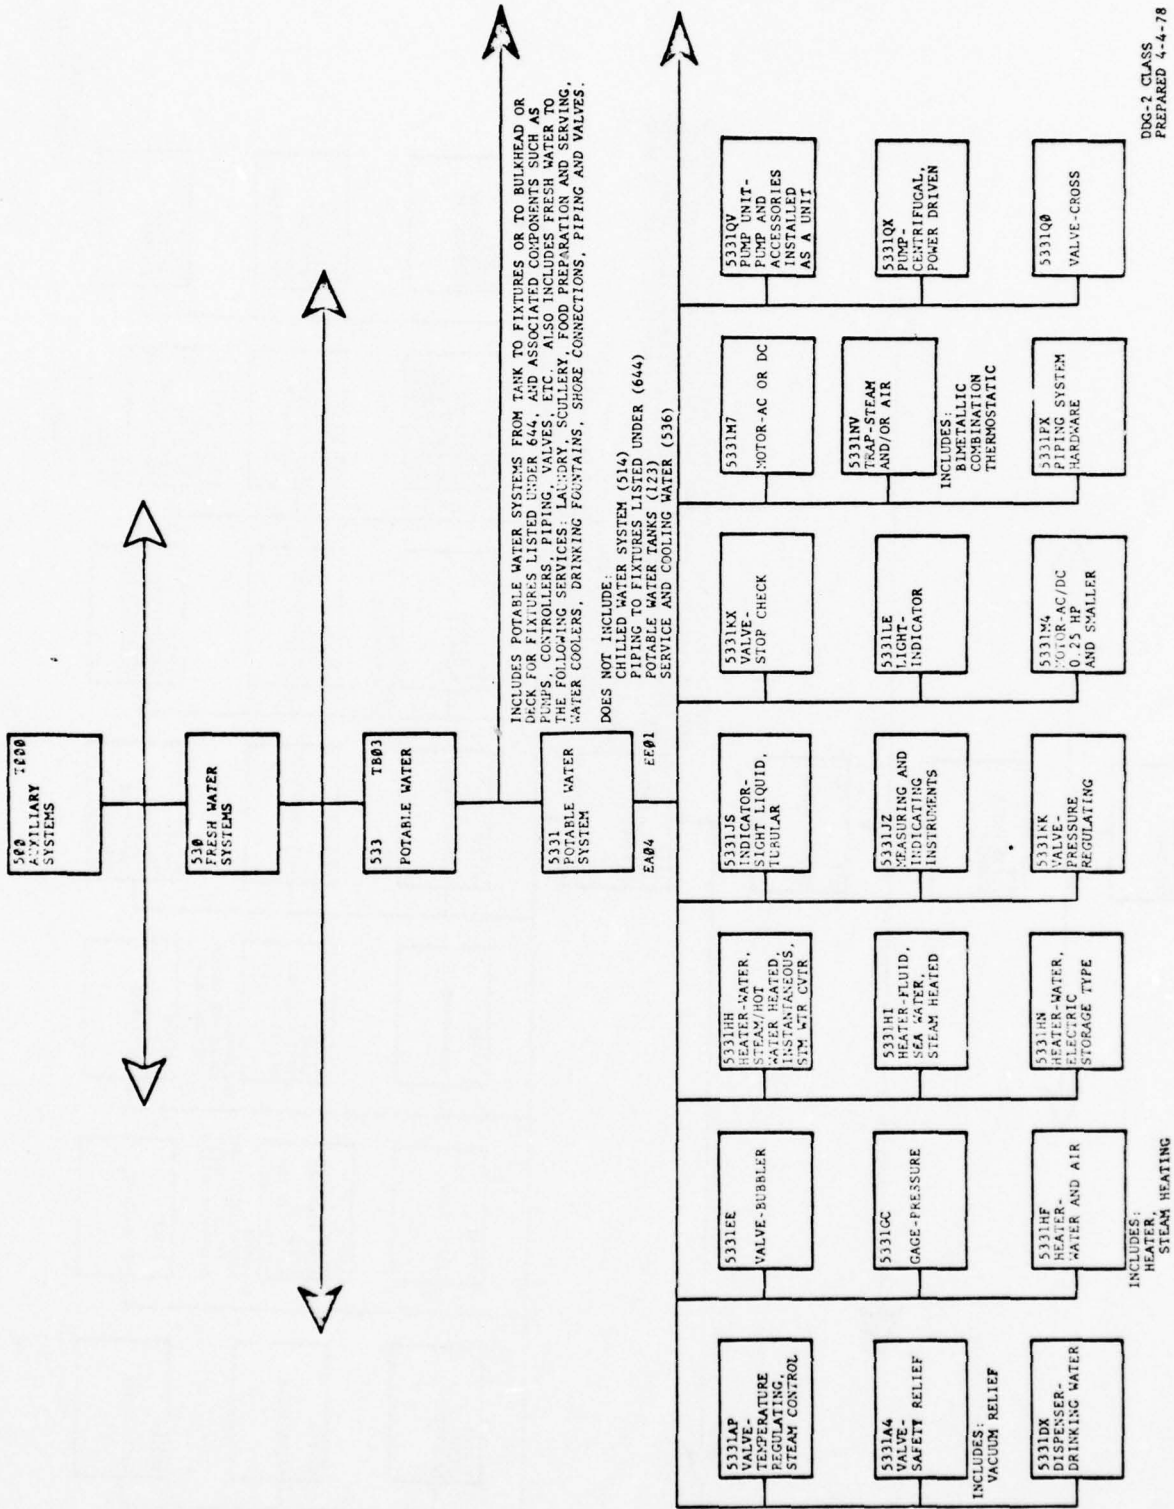 500 T000
AUXILIARY
SYSTEMS
530
FRESH WATER
SYSTEMS
533 TB03
POTABLE WATER
5331
POTABLE WATER
SYSTEM
EA04 EE01
INCLUDES POTABLE WATER SYSTEMS FROM TANK TO FIXTURES OR TO BULKHEAD OR
DECK FOR FIXTURES LISTED UNDER 644, AND ASSOCIATED COMPONENTS SUCH AS
PUMPS, CONTROLLERS, PIPING, VALVES, ETC. ALSO INCLUDES FRESH WATER TO
THE FOLLOWING SERVICES: LAUNDRY, SCULLERY, FOOD PREPARATION AND SERVING,
WATER COOLERS, DRINKING FOUNTAINS, SHORE CONNECTIONS, PIPING AND VALVES.
DOES NOT INCLUDE:
CHILLED WATER SYSTEM (514)
PIPING TO FIXTURES LISTED UNDER (644)
POTABLE WATER TANKS (123)
SERVICE AND COOLING WATER (536)
5331AP
VALVE-
TEMPERATURE
REGULATING,
STEAM CONTROL
5331A4
VALVE-
SAFETY RELIEF
INCLUDES:
VACUUM RELIEF
5331DX
DISPENSER-
DRINKING WATER
5331EE
VALVE-BUBBLER
5331GC
GAGE-PRESSURE
5331HF
HEATER-
WATER AND AIR
INCLUDES:
HEATER,
STEAM HEATING
5331HH
HEATER-WATER,
STEAM/HOT
WATER HEATED,
INSTANTANEOUS,
STM WTR CVTR
5331HI
HEATER-FLUID,
SEA WATER,
STEAM HEATED
5331HN
HEATER-WATER,
ELECTRIC
STORAGE TYPE
5331JS
INDICATOR-
SIGHT LIQUID,
TUBULAR
5331JZ
MEASURING AND
INDICATING
INSTRUMENTS
5331KK
VALVE-
PRESSURE
REGULATING
5331KX
VALVE-
STOP CHECK
5331LE
LIGHT-
INDICATOR
5331M4
MOTOR-AC/DC
0.25 HP
AND SMALLER
5331M7
MOTOR-AC OR DC
5331NV
TRAP-STEAM
AND/OR AIR
INCLUDES:
BIMETALLIC
COMBINATION
THERMOSTATIC
5331PX
PIPING SYSTEM
HARDWARE
5331QV
PUMP UNIT-
PUMP AND
ACCESSORIES
INSTALLED
AS A UNIT
5331QX
PUMP-
CENTRIFUGAL,
POWER DRIVEN
5331Q0
VALVE-CROSS
DDG-2 CLASS
PREPARED 4-4-78